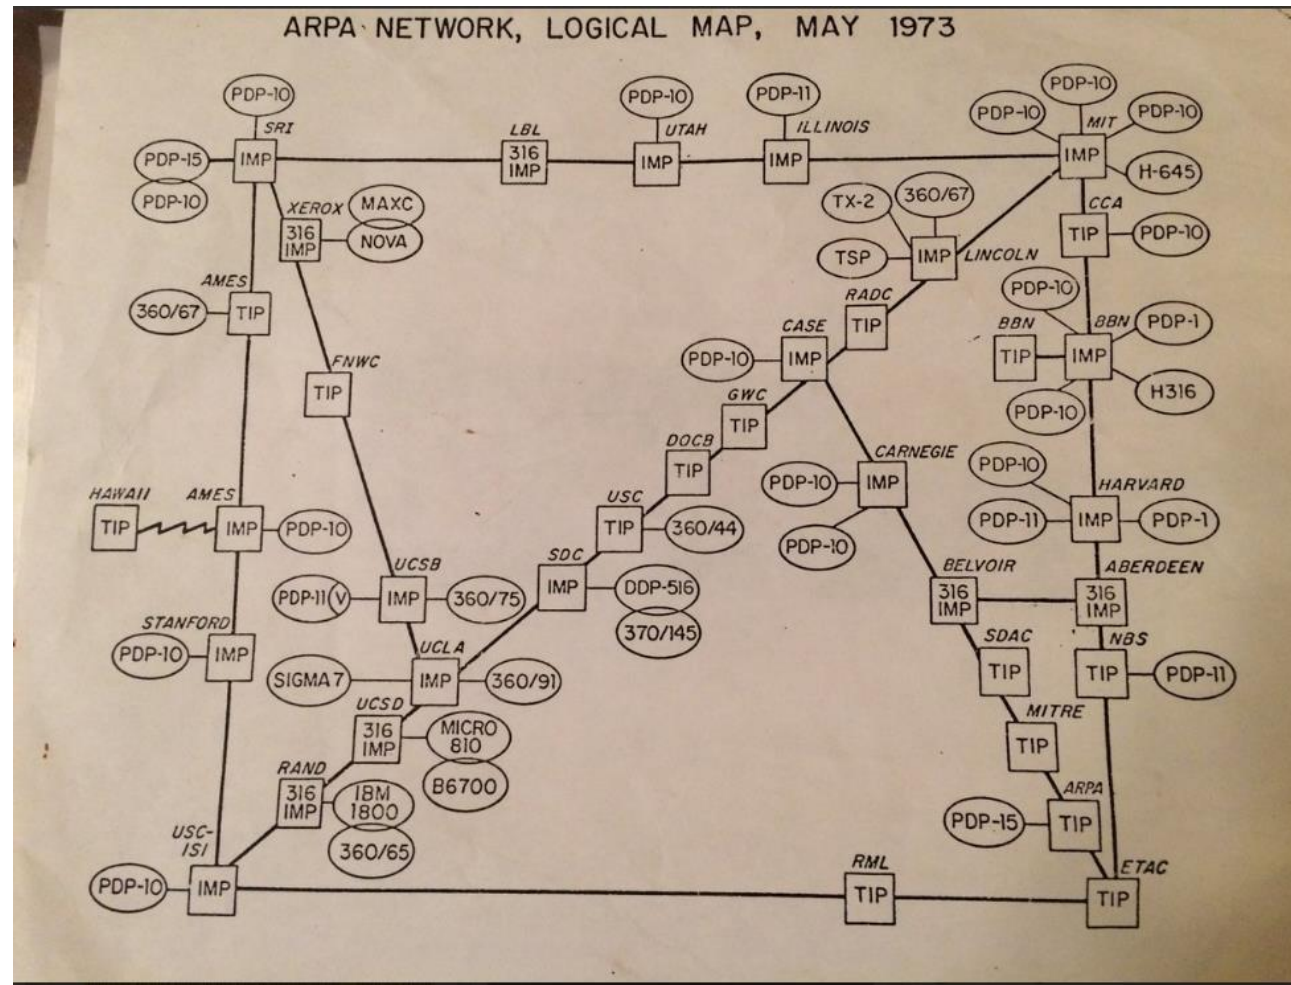 ARPA NETWORK, LOGICAL MAP, MAY 1973
PDP-10
SRI
IMP
PDP-15
PDP-10
LBL
316
IMP
PDP-10
UTAH
IMP
PDP-11
ILLINOIS
IMP
PDP-10
PDP-10
PDP-10
MIT
IMP
H-645
XEROX
316
IMP
MAXC
NOVA
TX-2
360/67
TSP
IMP
LINCOLN
CCA
TIP
PDP-10
AMES
360/67
TIP
RADC
TIP
PDP-10
BBN
TIP
BBN
IMP
PDP-1
PDP-10
H316
FNWC
TIP
CASE
PDP-10
IMP
GWC
TIP
DOCB
TIP
CARNEGIE
PDP-10
IMP
PDP-10
PDP-10
HARVARD
PDP-11
IMP
PDP-1
HAWAII
TIP
AMES
IMP
PDP-10
USC
TIP
360/44
SDC
IMP
DDP-516
370/145
UCSB
PDP-11 V
IMP
360/75
BELVOIR
316
IMP
ABERDEEN
316
IMP
STANFORD
PDP-10
IMP
UCLA
SIGMA 7
IMP
360/91
SDAC
TIP
NBS
TIP
PDP-11
UCSD
316
IMP
MICRO
810
B6700
MITRE
TIP
RAND
316
IMP
IBM
1800
360/65
ARPA
PDP-15
TIP
USC-
ISI
PDP-10
IMP
RML
TIP
ETAC
TIP